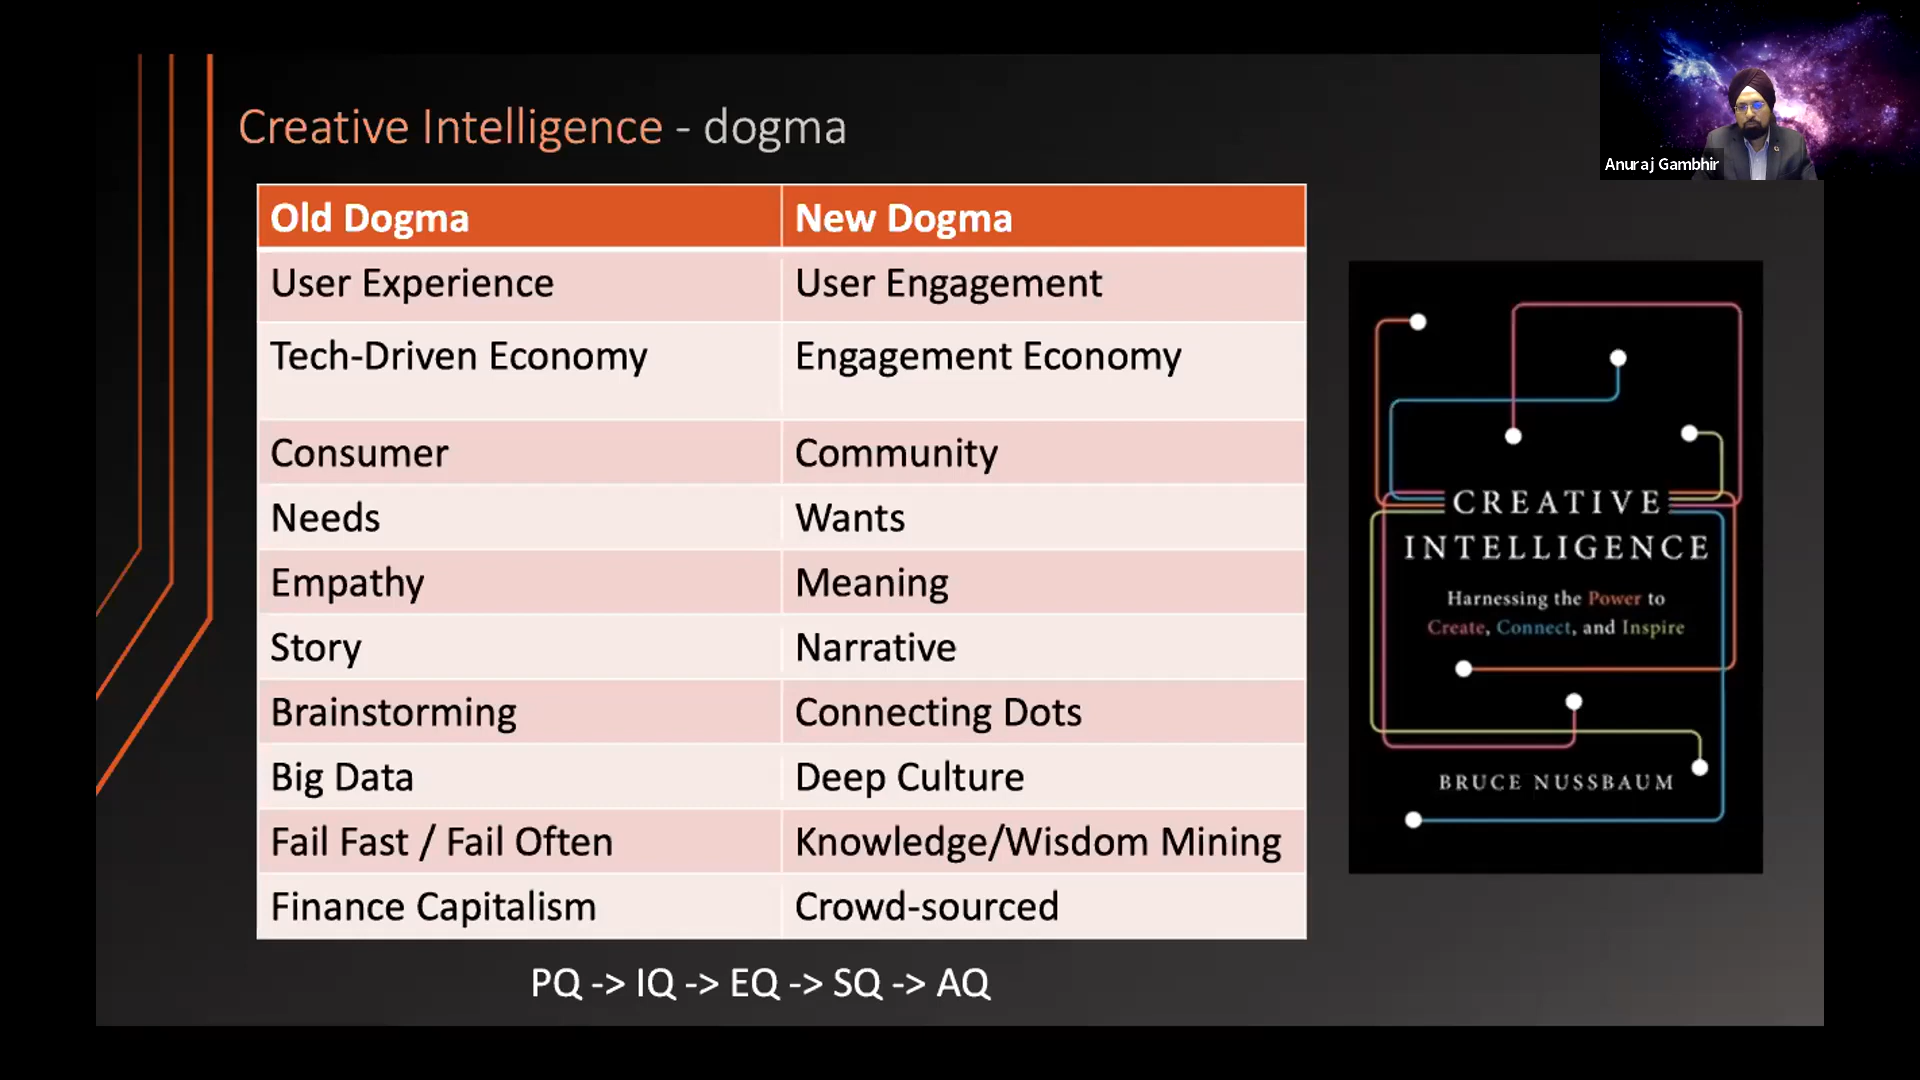 Creative Intelligence - dogma
Anuraj Gambhir
Old Dogma New Dogma
User Experience User Engagement
Tech-Driven Economy Engagement Economy
Consumer Community
Needs Wants
Empathy Meaning
Story Narrative
Brainstorming Connecting Dots
Big Data Deep Culture
Fail Fast / Fail Often Knowledge/Wisdom Mining
Finance Capitalism Crowd-sourced
PQ -> IQ -> EQ -> SQ -> AQ
CREATIVE
INTELLIGENCE
Harnessing the Power to
Create, Connect, and Inspire
BRUCE NUSSBAUM